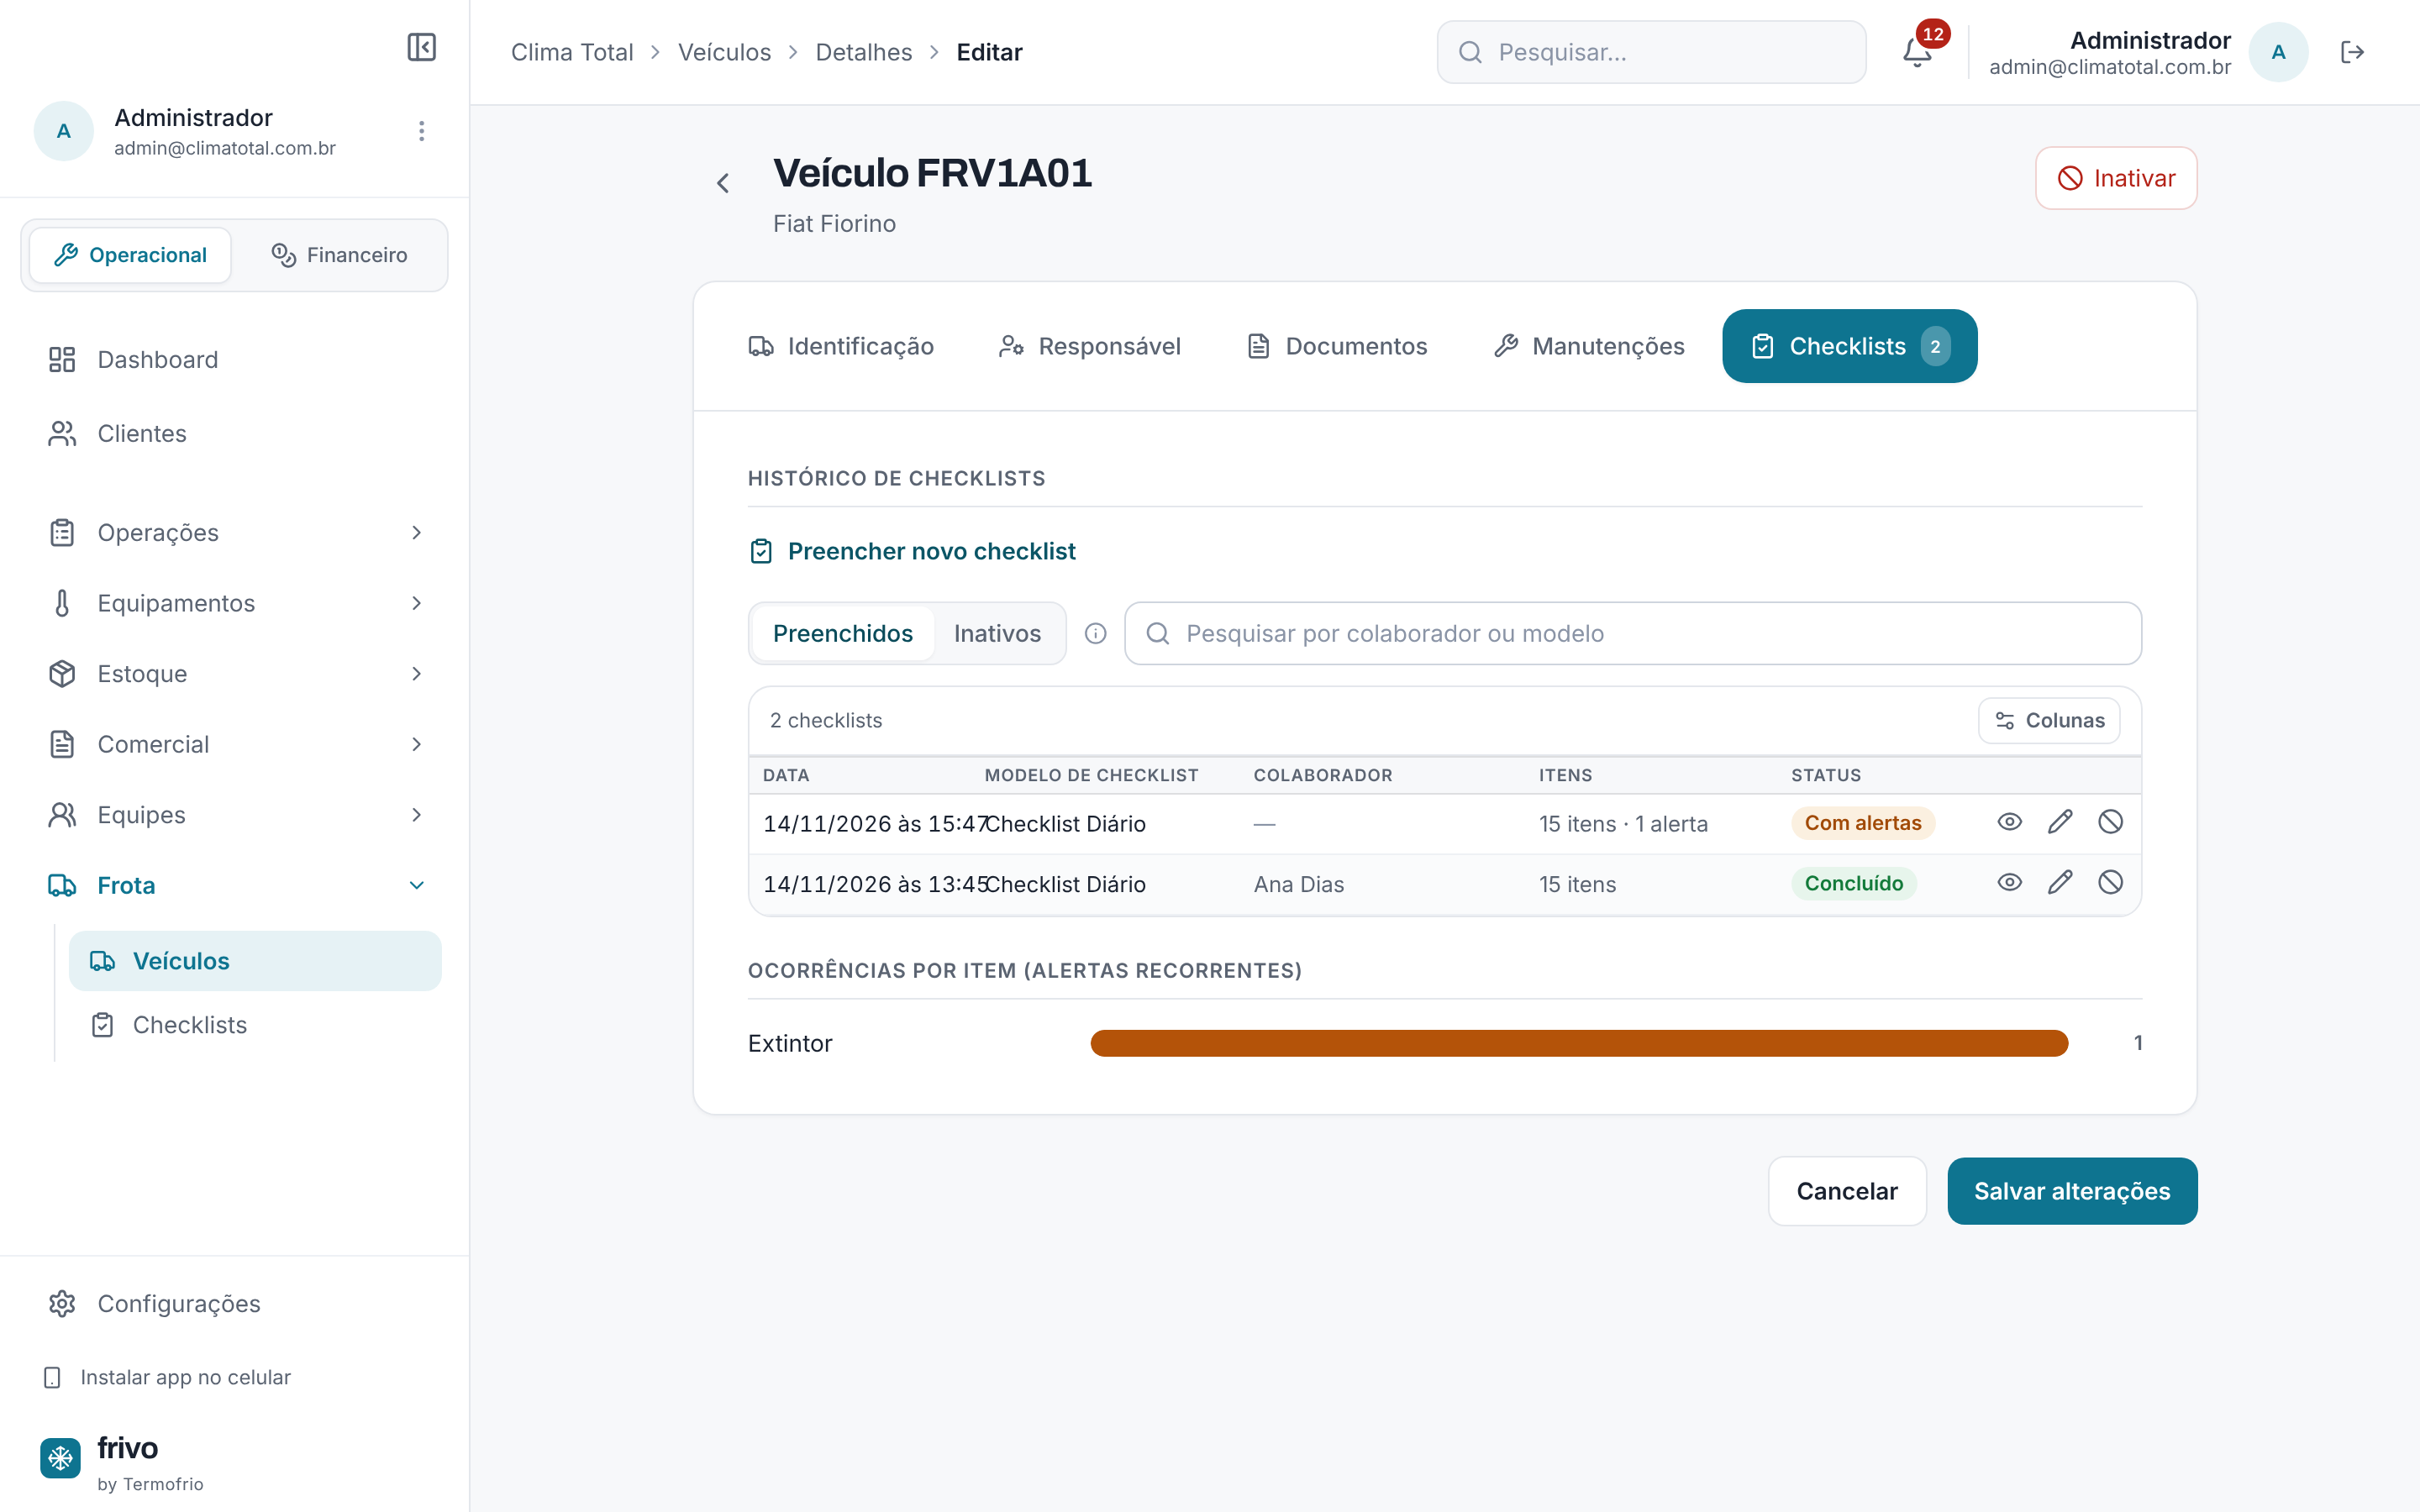 Clima Total > Veículos > Detalhes > Editar
Pesquisar...
12
Administrador
admin@climatotal.com.br
A
A
Administrador
admin@climatotal.com.br
Operacional
Financeiro
Dashboard
Clientes
Operações
Equipamentos
Estoque
Comercial
Equipes
Frota
Veículos
Checklists
Configurações
Instalar app no celular
frivo
by Termofrio
Veículo FRV1A01
Fiat Fiorino
Inativar
Identificação
Responsável
Documentos
Manutenções
Checklists 2
HISTÓRICO DE CHECKLISTS
Preencher novo checklist
Preenchidos
Inativos
Pesquisar por colaborador ou modelo
2 checklists
Colunas
DATA MODELO DE CHECKLIST COLABORADOR ITENS STATUS
14/11/2026 às 15:47 Checklist Diário — 15 itens · 1 alerta Com alertas
14/11/2026 às 13:45 Checklist Diário Ana Dias 15 itens Concluído
OCORRÊNCIAS POR ITEM (ALERTAS RECORRENTES)
Extintor 1
Cancelar
Salvar alterações